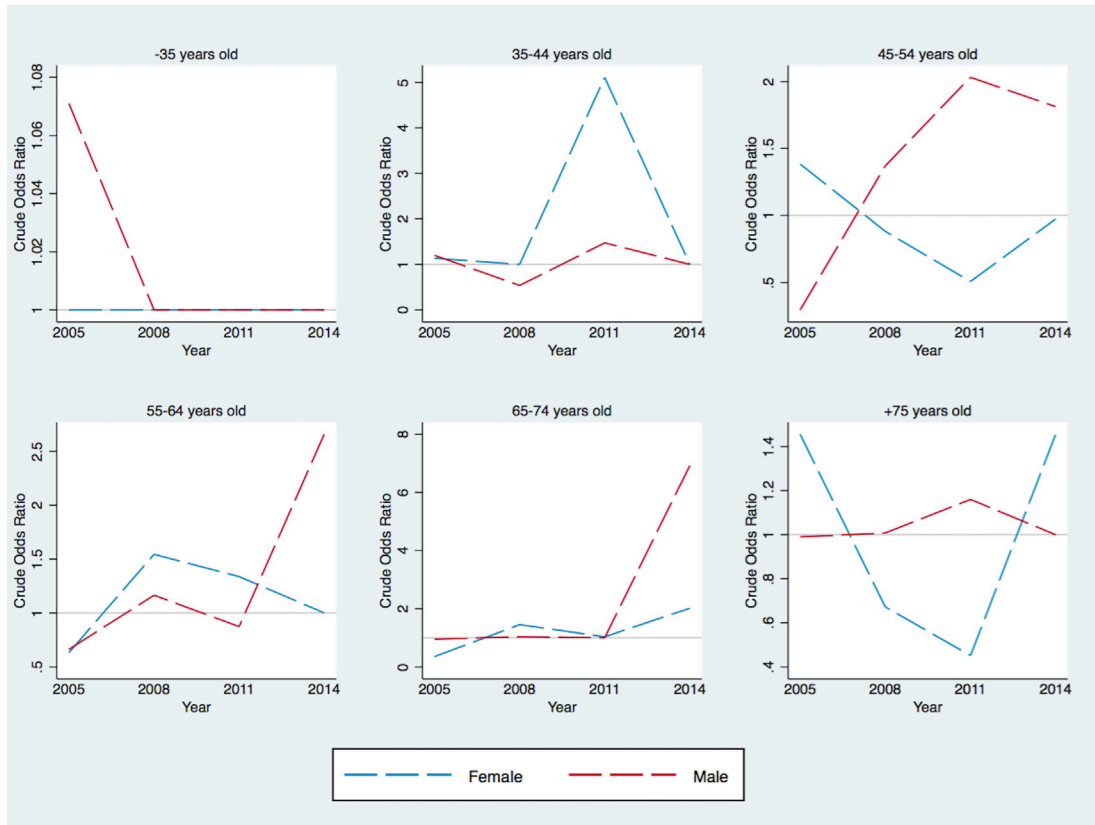 -35 years old
Crude Odds Ratio
1.08
1.06
1.04
1.02
1
2005 2008 2011 2014
Year
35-44 years old
Crude Odds Ratio
5
4
3
2
1
0
2005 2008 2011 2014
Year
45-54 years old
Crude Odds Ratio
2
1.5
1
.5
2005 2008 2011 2014
Year
55-64 years old
Crude Odds Ratio
2.5
2
1.5
1
.5
2005 2008 2011 2014
Year
65-74 years old
Crude Odds Ratio
8
6
4
2
0
2005 2008 2011 2014
Year
+75 years old
Crude Odds Ratio
1.4
1.2
1
.8
.6
.4
2005 2008 2011 2014
Year
Female Male